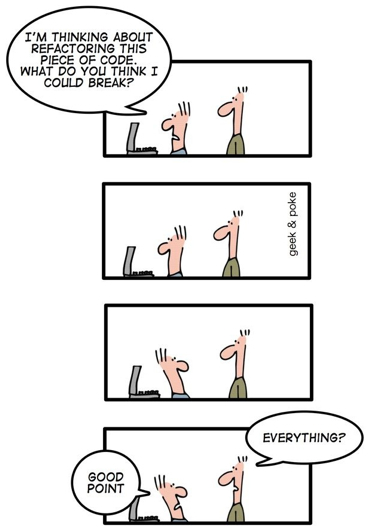 I'M THINKING ABOUT
REFACTORING THIS
PIECE OF CODE.
WHAT DO YOU THINK I
COULD BREAK?
geek & poke
EVERYTHING?
GOOD
POINT